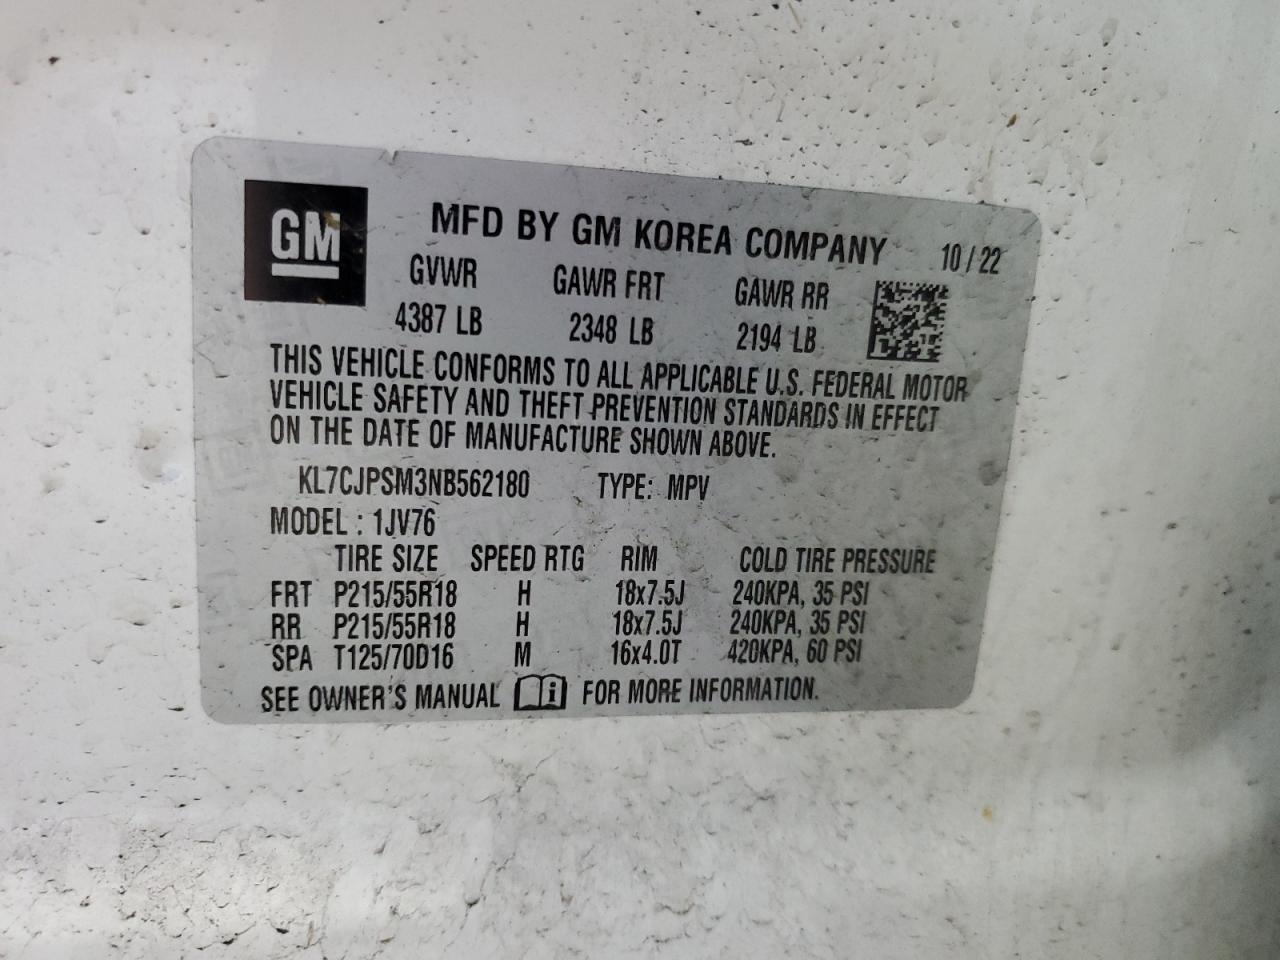 GM
MFD BY GM KOREA COMPANY 10 / 22
GVWR GAWR FRT GAWR RR
4387 LB 2348 LB 2194 LB
THIS VEHICLE CONFORMS TO ALL APPLICABLE U.S. FEDERAL MOTOR
VEHICLE SAFETY AND THEFT PREVENTION STANDARDS IN EFFECT
ON THE DATE OF MANUFACTURE SHOWN ABOVE.
KL7CJPSM3NB562180 TYPE: MPV
MODEL : 1JV76
TIRE SIZE SPEED RTG RIM COLD TIRE PRESSURE
FRT P215/55R18 H 18x7.5J 240KPA, 35 PSI
RR P215/55R18 H 18x7.5J 240KPA, 35 PSI
SPA T125/70D16 M 16x4.0T 420KPA, 60 PSI
SEE OWNER'S MANUAL i FOR MORE INFORMATION.